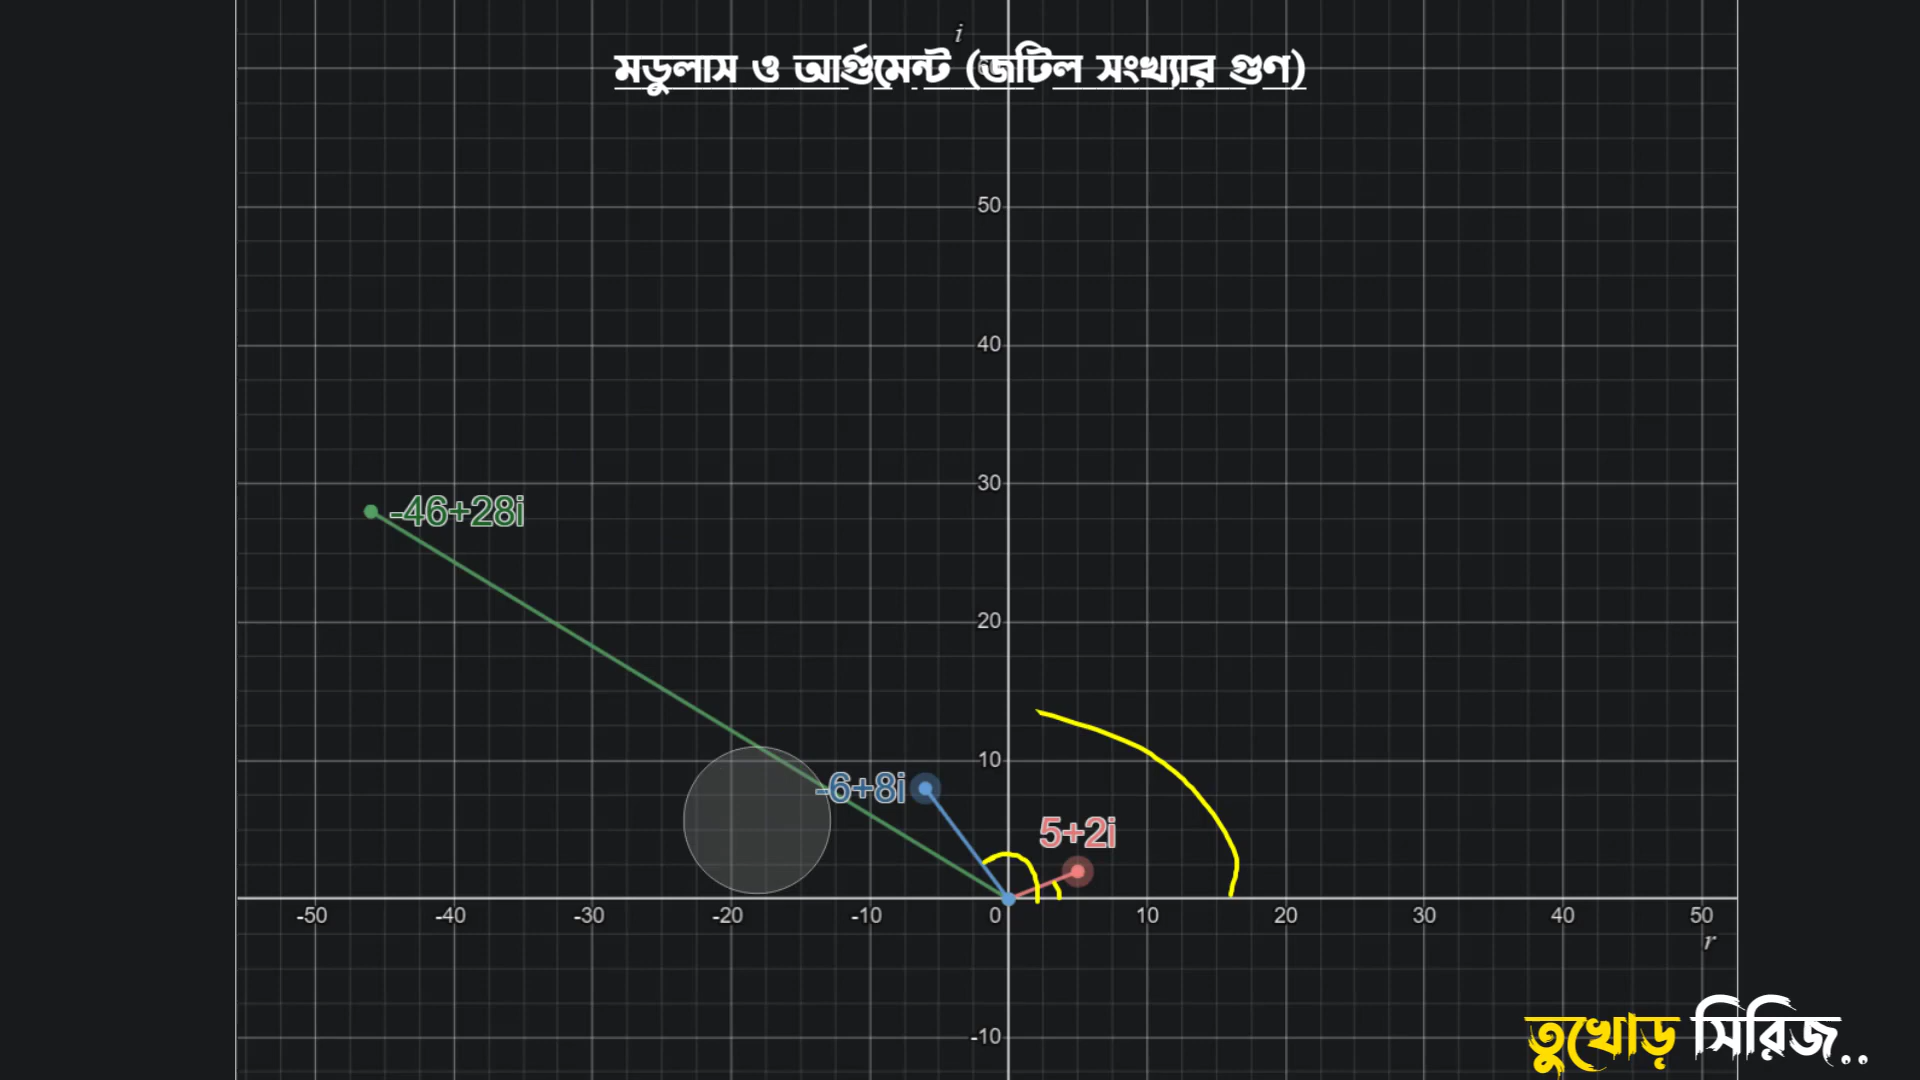 i
মডুলাস ও আর্গুমেন্ট (জটিল সংখ্যার গুণ)
50
40
30
-46+28i
20
10
-6+8i
5+2i
-50 -40 -30 -20 -10 0 10 20 30 40 50
r
-10
তুখোড় সিরিজ..